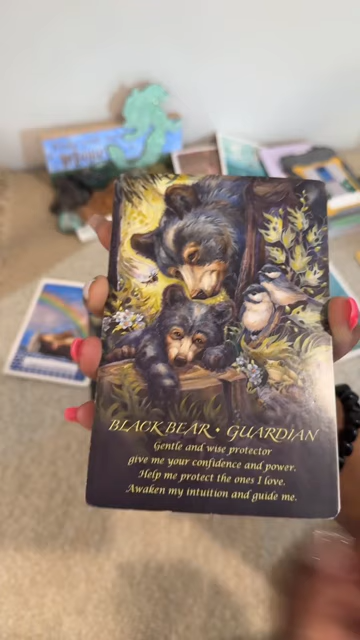 BLACK BEAR • GUARDIAN
Gentle and wise protector
give me your confidence and power.
Help me protect the ones I love.
Awaken my intuition and guide me.